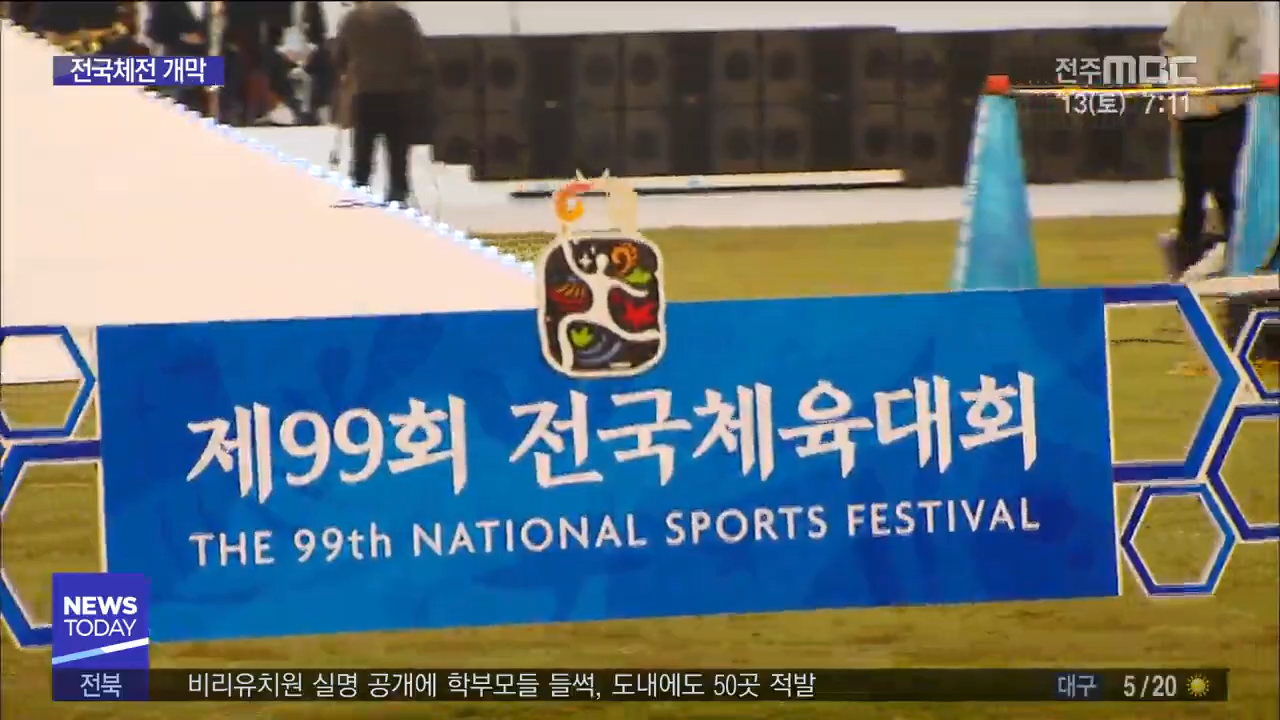 전국체전 개막
전주MBC
13(토) 7:11
제99회 전국체육대회
THE 99th NATIONAL SPORTS FESTIVAL
NEWS
TODAY
전북
비리유치원 실명 공개에 학부모들 들썩, 도내에도 50곳 적발
대구 5/20